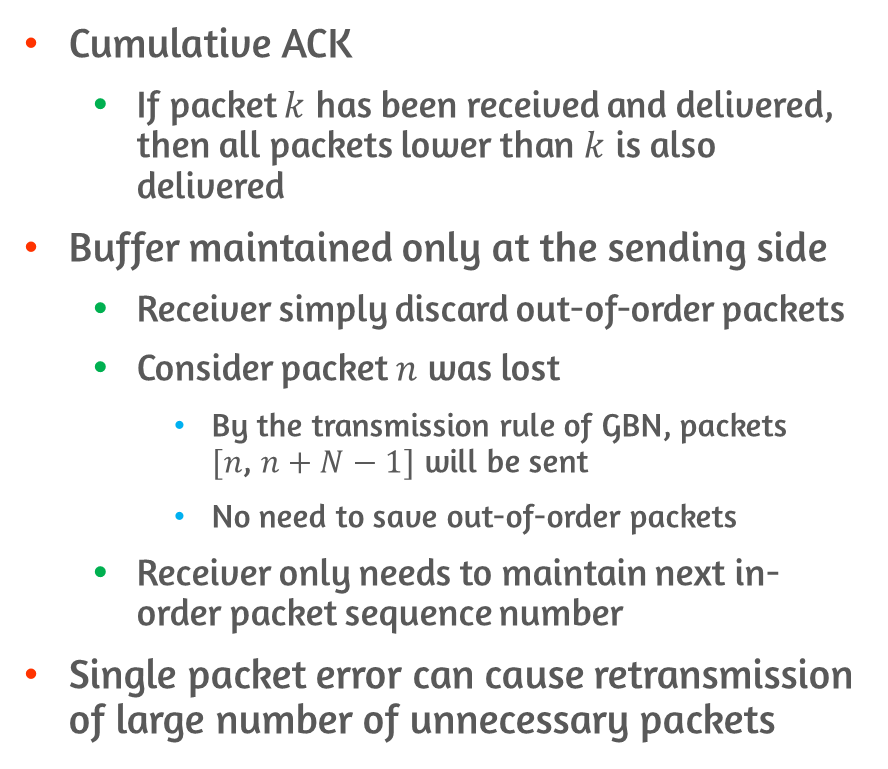 • Cumulative ACK
• If packet k has been received and delivered,
then all packets lower than k is also
delivered
• Buffer maintained only at the sending side
• Receiver simply discard out-of-order packets
• Consider packet n was lost
• By the transmission rule of GBN, packets
[n, n + N − 1] will be sent
• No need to save out-of-order packets
• Receiver only needs to maintain next in-
order packet sequence number
• Single packet error can cause retransmission
of large number of unnecessary packets